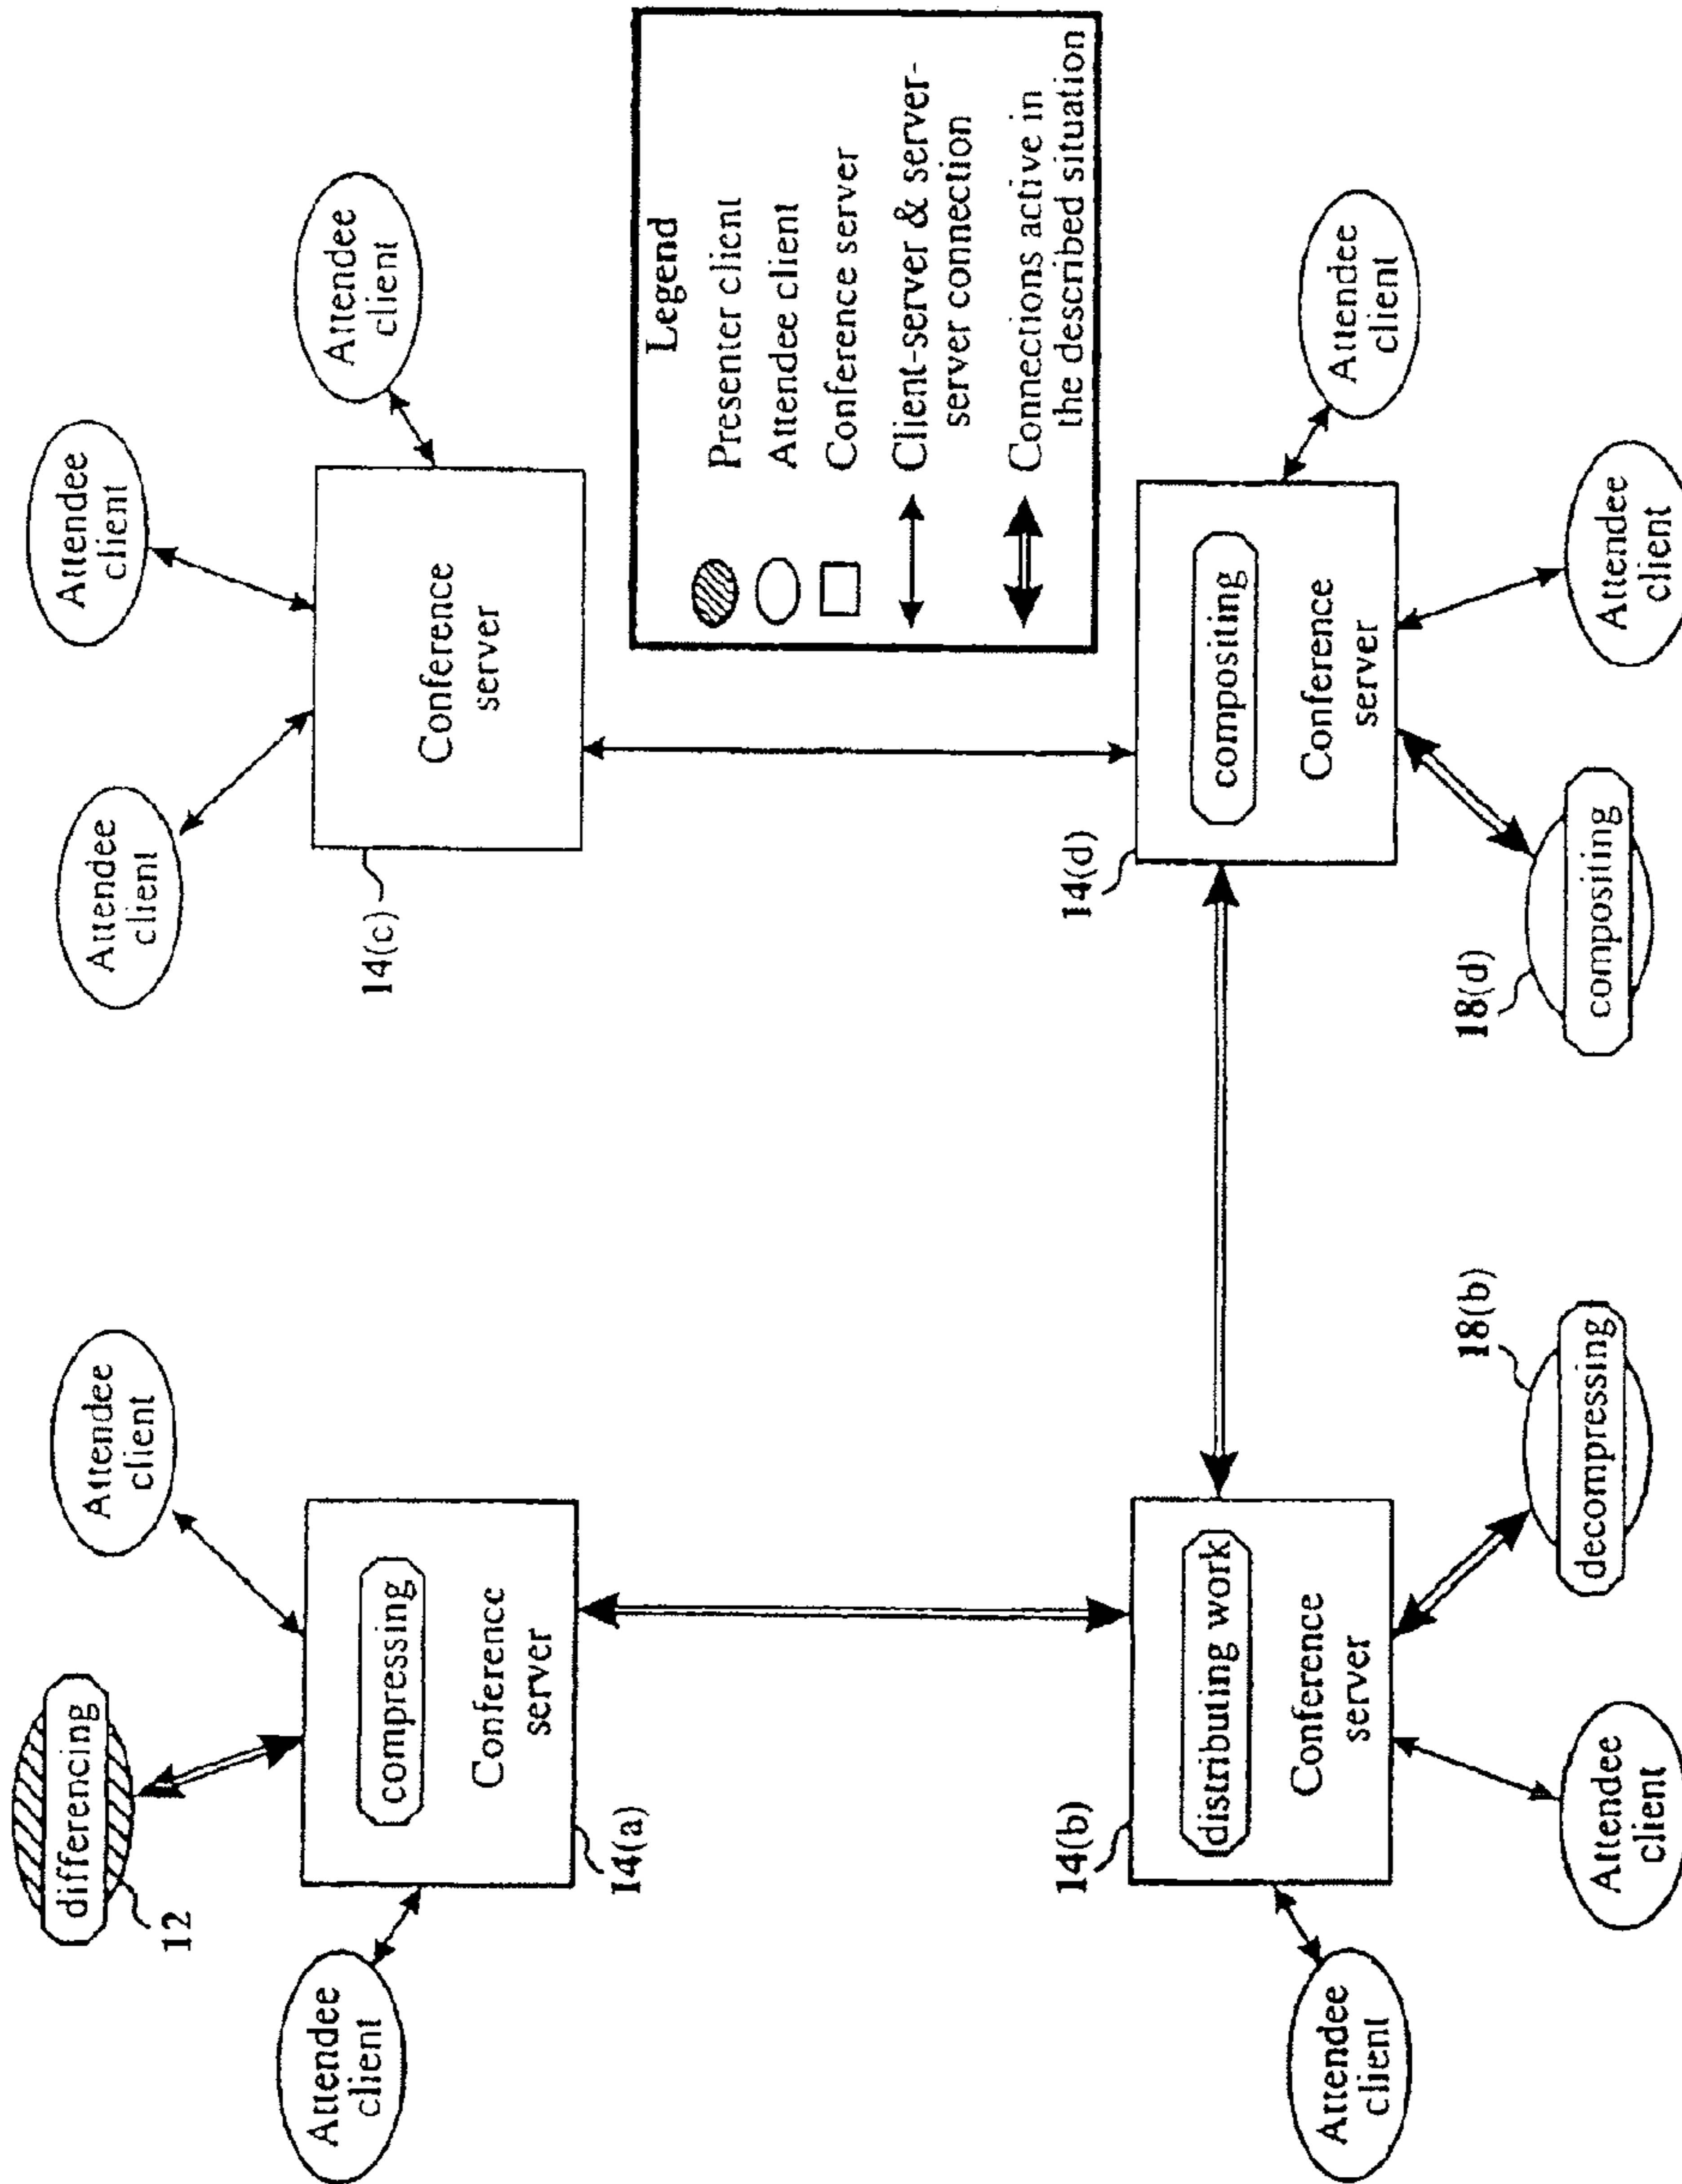 differencing
12
Attendee
client
Attendee
client
compressing
Conference
server
14(a)
Attendee
client
Attendee
client
Attendee
client
Conference
server
14(c)
Legend
Presenter client
Attendee client
Conference server
Client-server & server-
server connection
Connections active in
the described situation
14(b)
distributing work
Conference
server
Attendee
client
Attendee
client
decompressing
18(b)
14(d)
compositing
Conference
server
18(d)
compositing
Attendee
client
Attendee
client